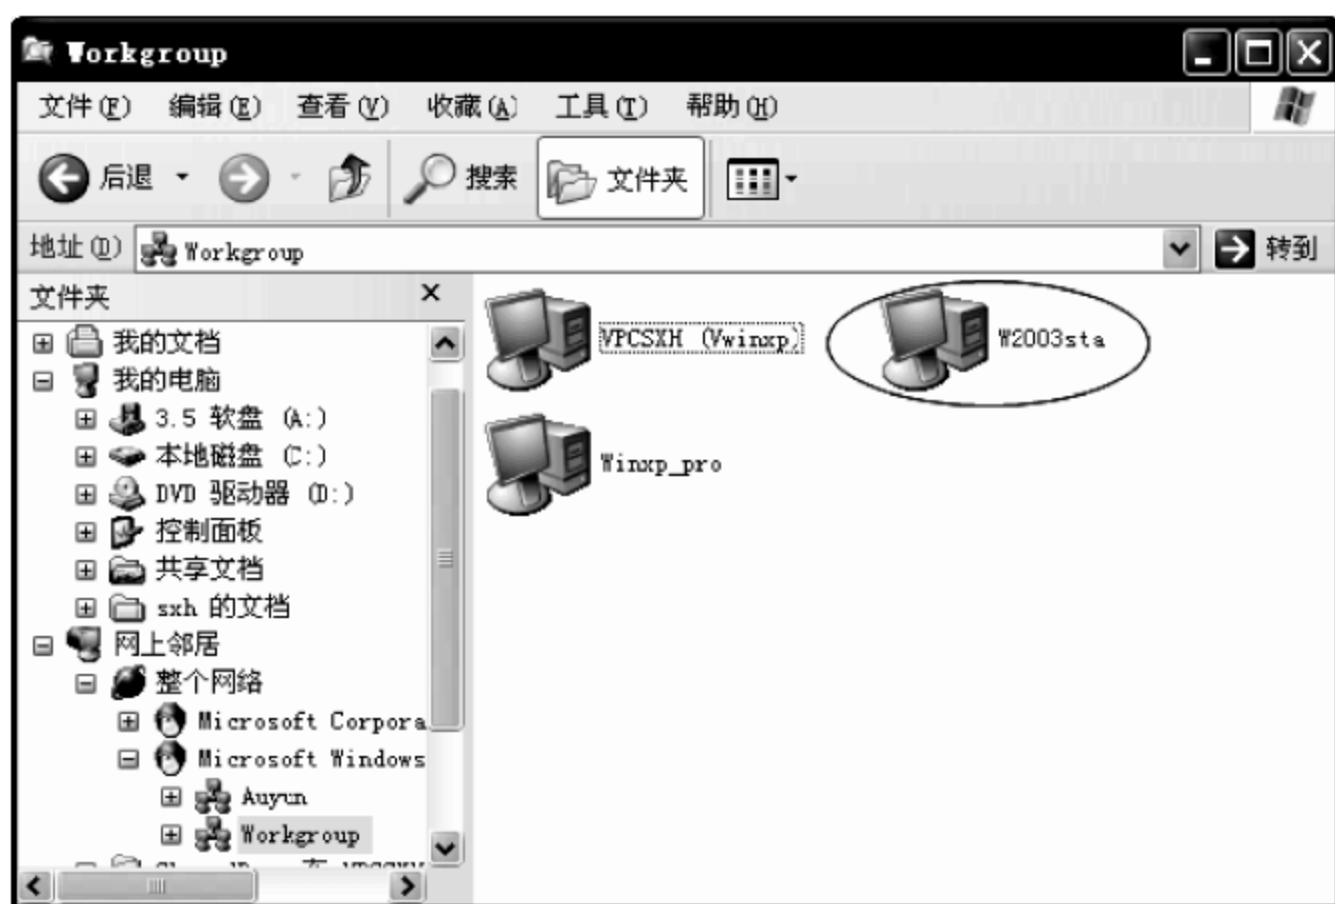 Workgroup
文件(F) 编辑(E) 查看(V) 收藏(A) 工具(T) 帮助(H)
后退 搜索 文件夹
地址(D) Workgroup 转到
文件夹
我的文档
我的电脑
3.5 软盘 (A:)
本地磁盘 (C:)
DVD 驱动器 (D:)
控制面板
共享文档
sxh 的文档
网上邻居
整个网络
Microsoft Corpora
Microsoft Windows
Auyun
Workgroup
VPCSXH (Vwinxp)
W2003sta
Winxp_pro